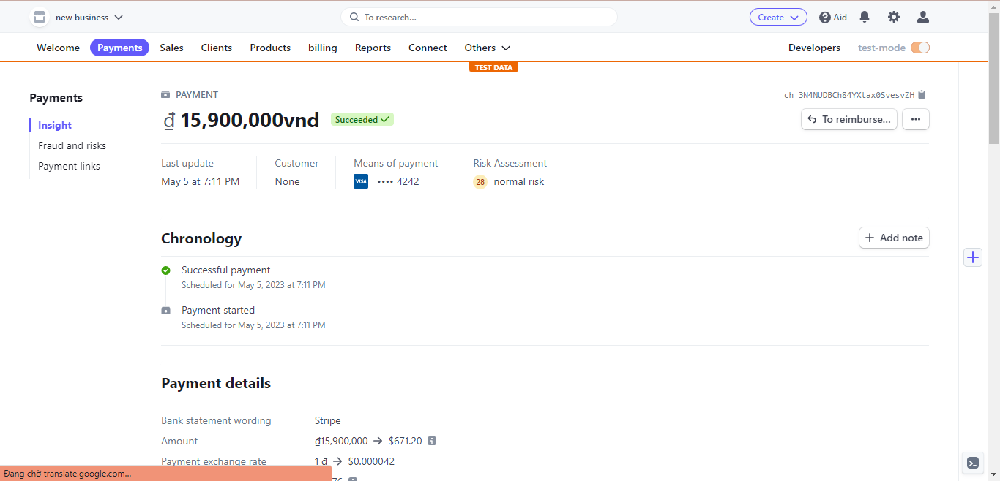 new business
To research...
Create
Aid
Welcome Payments Sales Clients Products billing Reports Connect Others Developers test-mode
TEST DATA
Payments
Insight
Fraud and risks
Payment links
PAYMENT
ch_3N4NUDBCh84YXtax0SvesvZH
₫ 15,900,000vnd Succeeded
To reimburse...
Last update Customer Means of payment Risk Assessment
May 5 at 7:11 PM None VISA •••• 4242 28 normal risk
Chronology
Add note
Successful payment
Scheduled for May 5, 2023 at 7:11 PM
Payment started
Scheduled for May 5, 2023 at 7:11 PM
Payment details
Bank statement wording Stripe
Amount ₫15,900,000 → $671.20
Payment exchange rate 1 ₫ → $0.000042
Đang chờ translate.google.com...